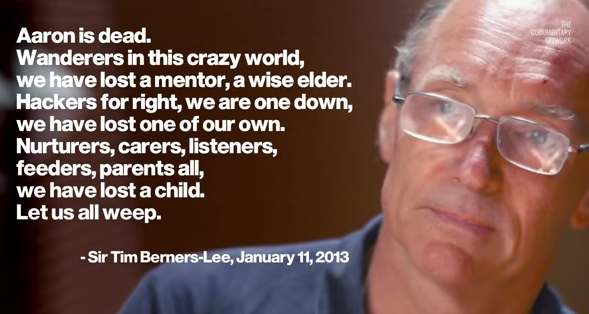 THE
DOCUMENTARY
NETWORK
Aaron is dead.
Wanderers in this crazy world,
we have lost a mentor, a wise elder.
Hackers for right, we are one down,
we have lost one of our own.
Nurturers, carers, listeners,
feeders, parents all,
we have lost a child.
Let us all weep.
- Sir Tim Berners-Lee, January 11, 2013